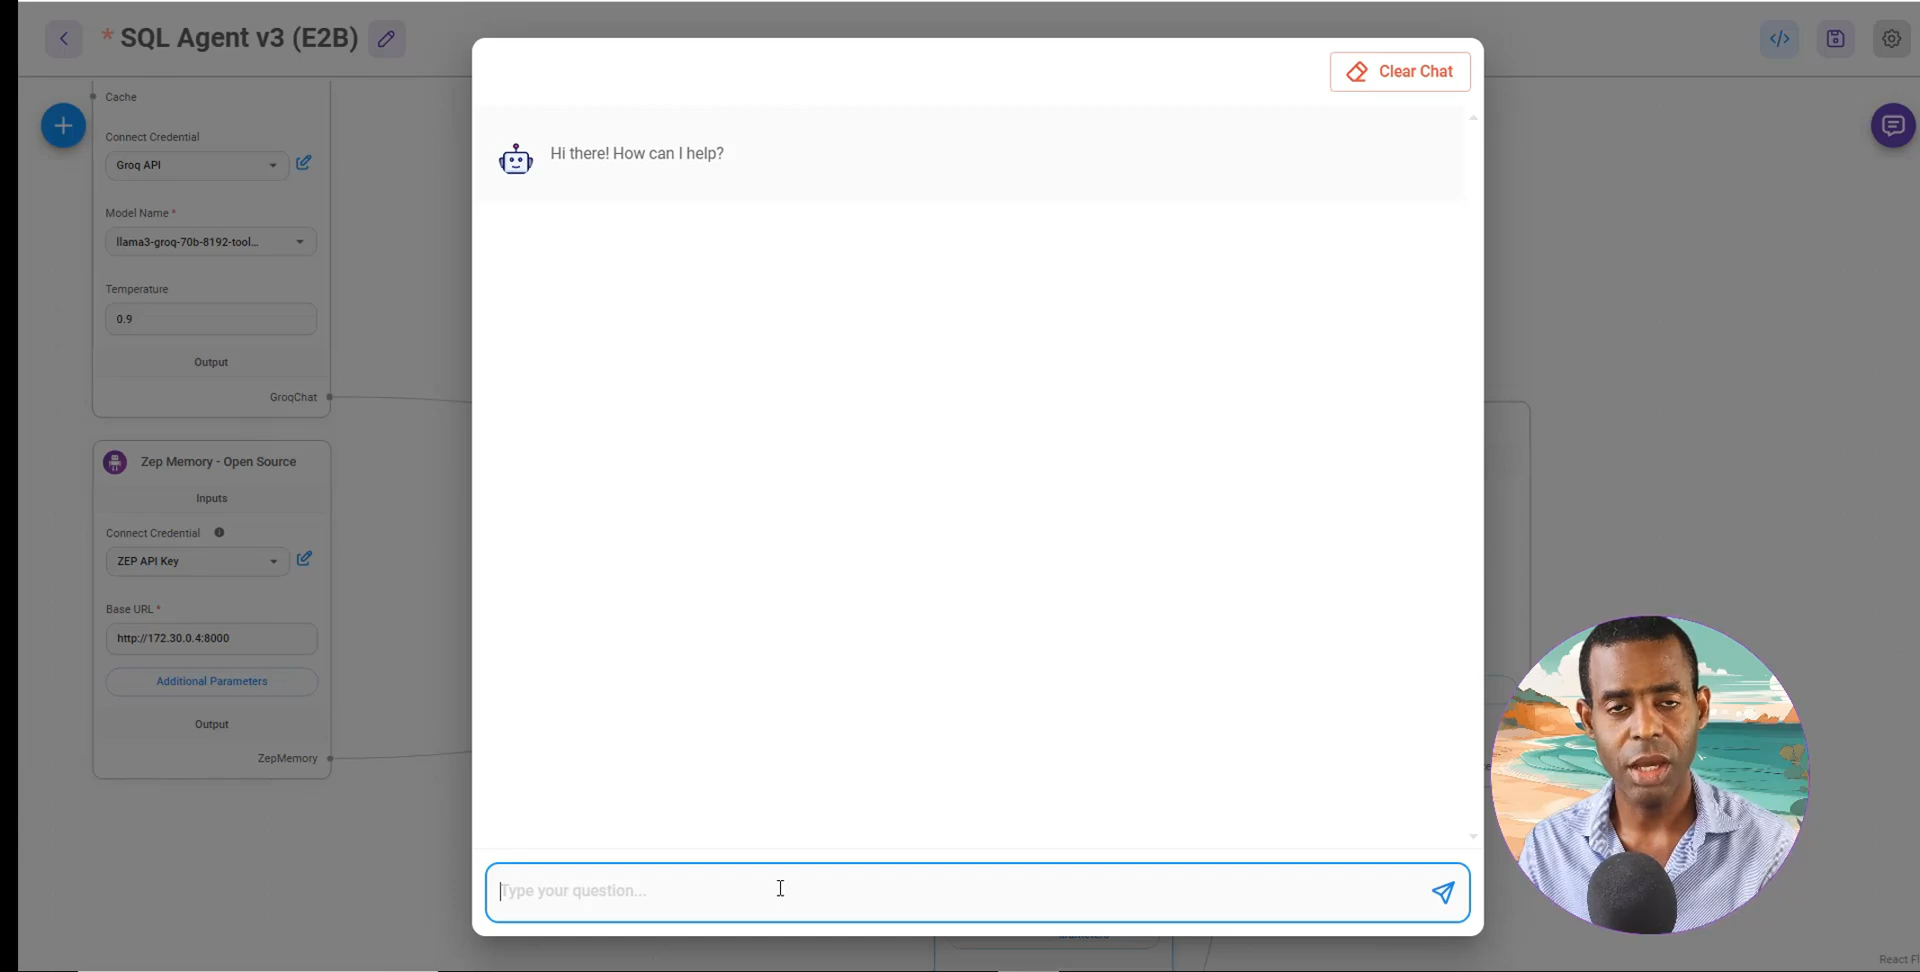 * SQL Agent v3 (E2B)
Clear Chat
Cache
Connect Credential
Groq API
Model Name *
llama3-groq-70b-8192-tool...
Temperature
0.9
Output
GroqChat
Zep Memory - Open Source
Inputs
Connect Credential
ZEP API Key
Base URL *
http://172.30.0.4:8000
Additional Parameters
Output
ZepMemory
Hi there! How can I help?
Type your question...
React Fl